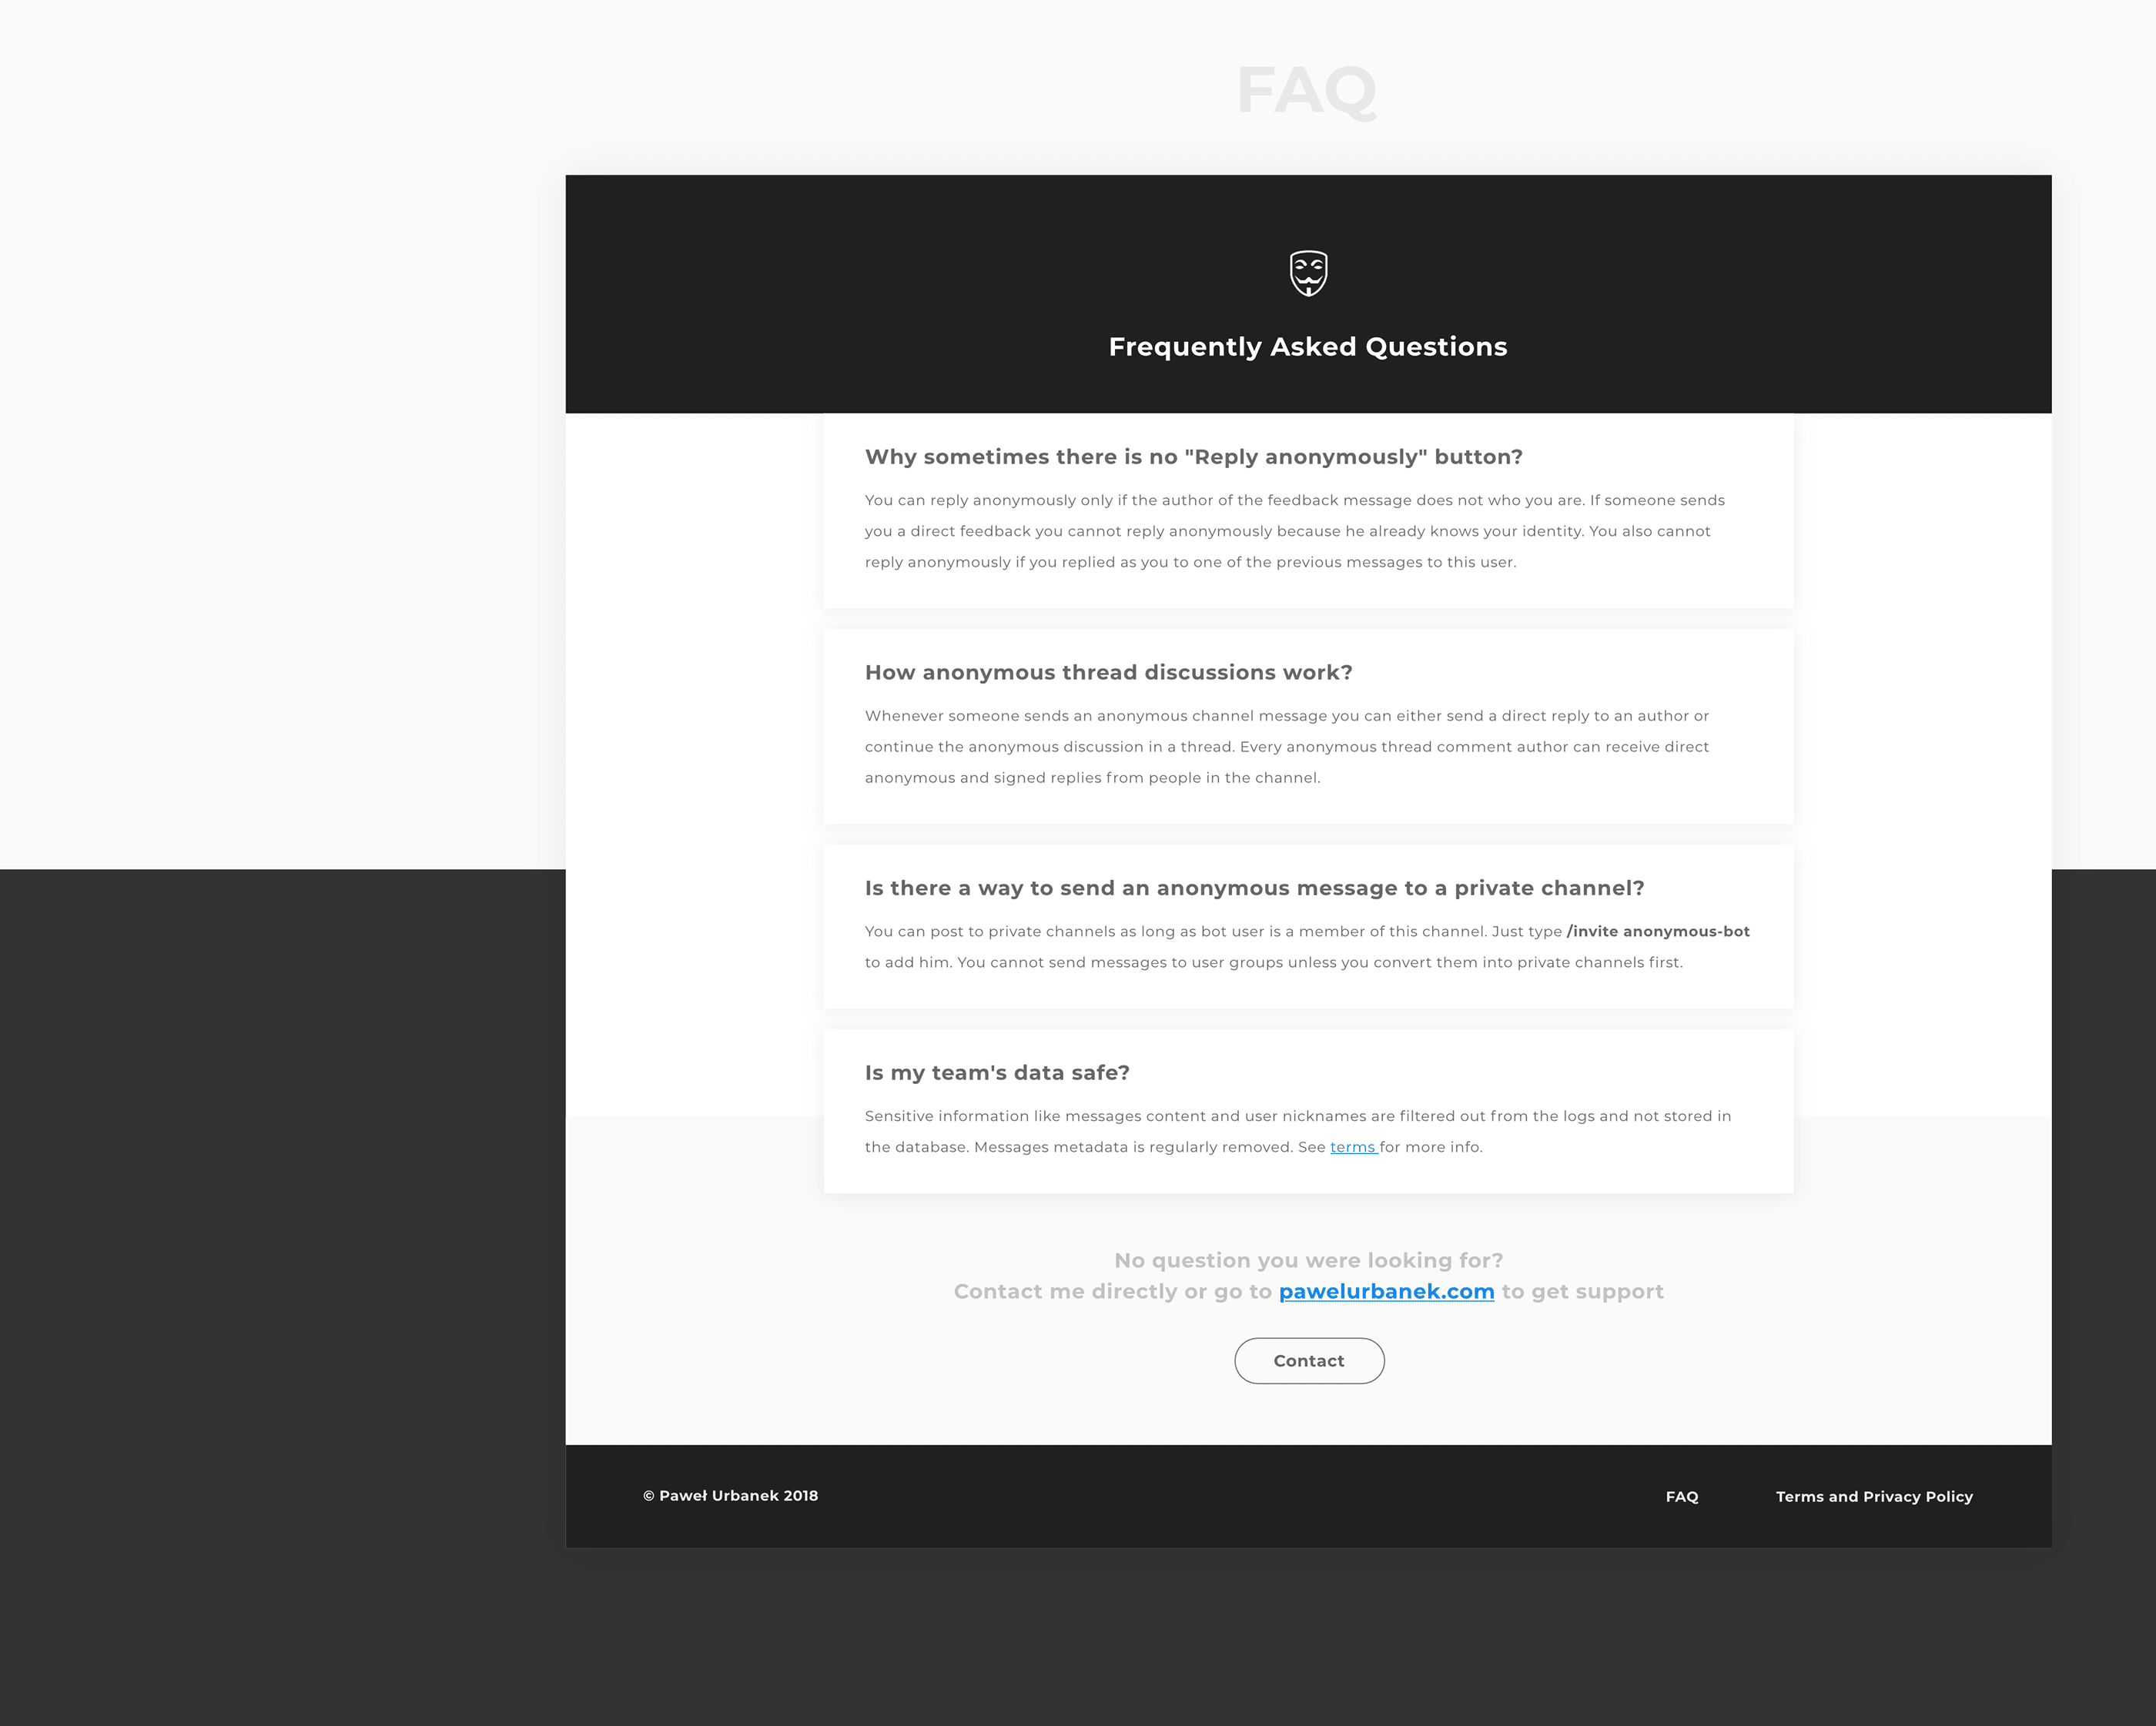 FAQ
Frequently Asked Questions
Why sometimes there is no "Reply anonymously" button?
You can reply anonymously only if the author of the feedback message does not who you are. If someone sends
you a direct feedback you cannot reply anonymously because he already knows your identity. You also cannot
reply anonymously if you replied as you to one of the previous messages to this user.
How anonymous thread discussions work?
Whenever someone sends an anonymous channel message you can either send a direct reply to an author or
continue the anonymous discussion in a thread. Every anonymous thread comment author can receive direct
anonymous and signed replies from people in the channel.
Is there a way to send an anonymous message to a private channel?
You can post to private channels as long as bot user is a member of this channel. Just type /invite anonymous-bot
to add him. You cannot send messages to user groups unless you convert them into private channels first.
Is my team's data safe?
Sensitive information like messages content and user nicknames are filtered out from the logs and not stored in
the database. Messages metadata is regularly removed. See terms for more info.
No question you were looking for?
Contact me directly or go to pawelurbanek.com to get support
Contact
© Paweł Urbanek 2018
FAQ
Terms and Privacy Policy